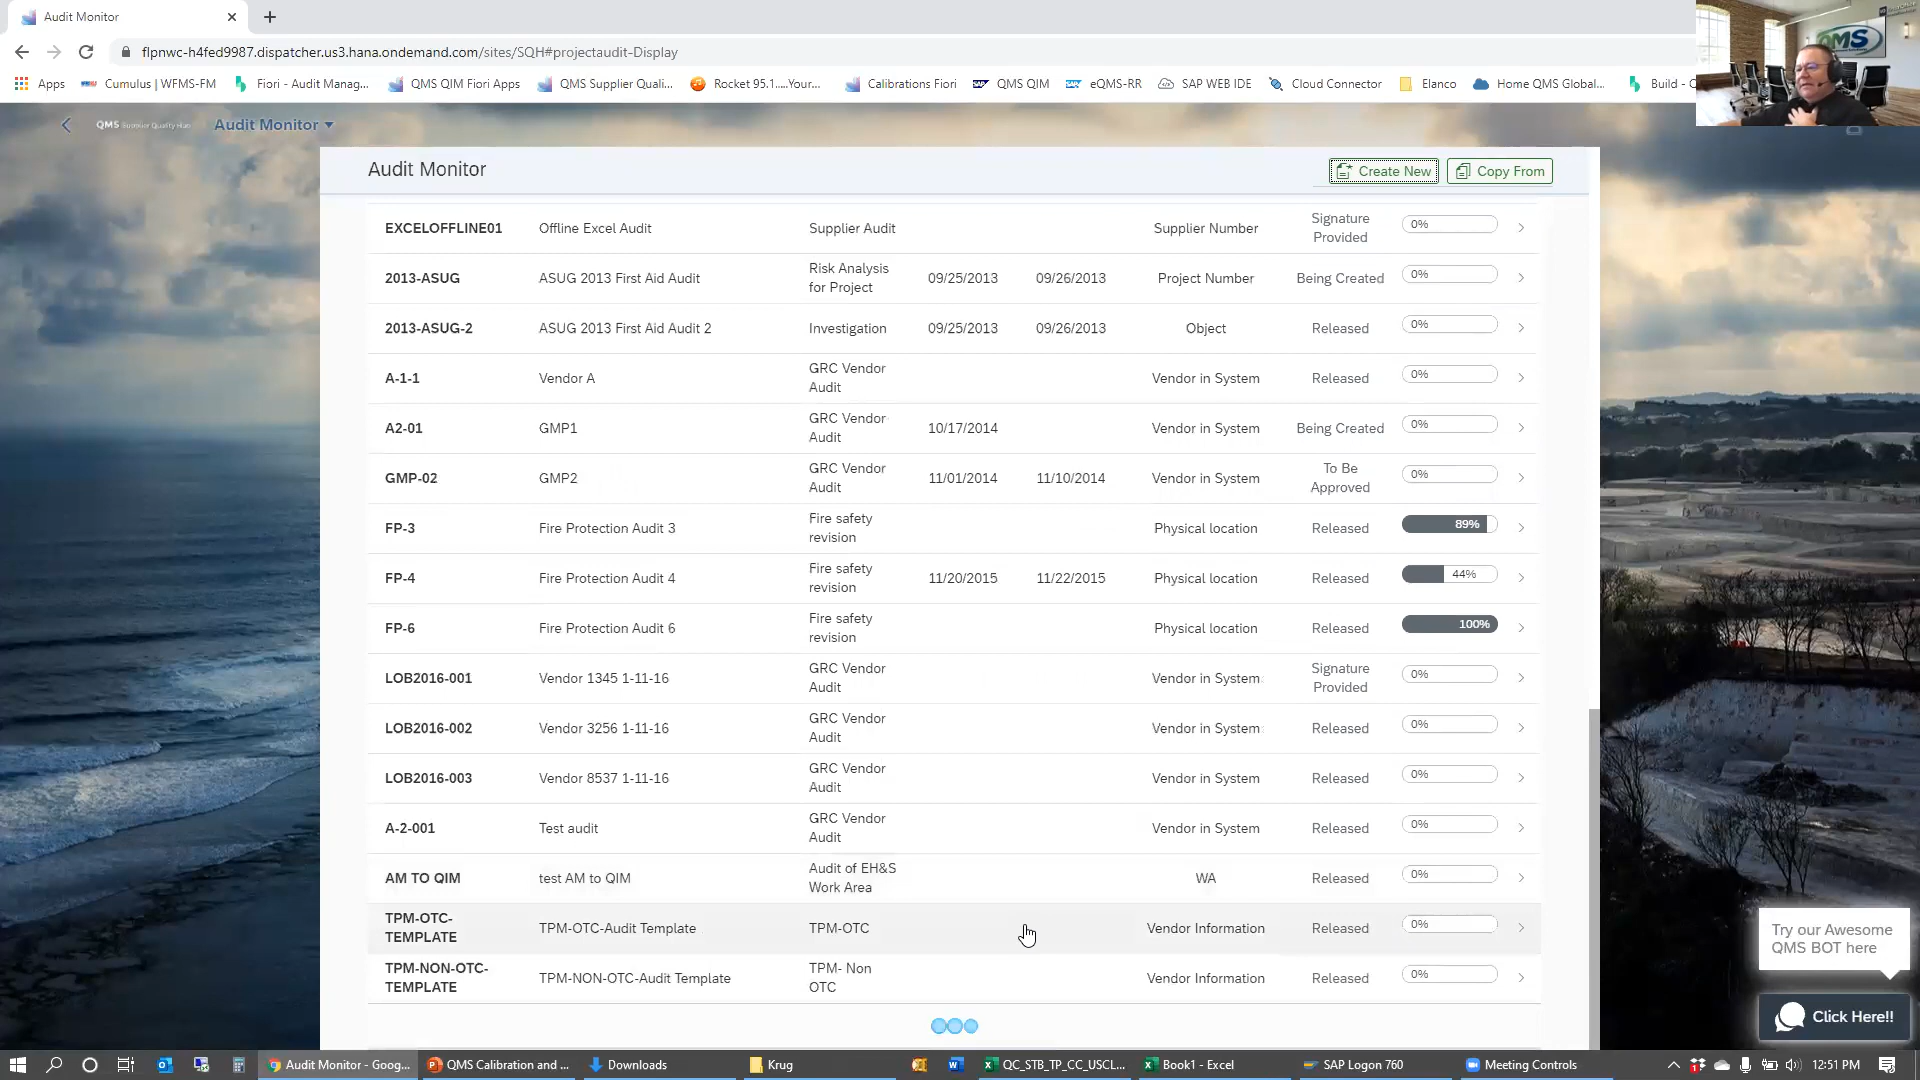 Audit Monitor
flpnwc-h4fed9987.dispatcher.us3.hana.ondemand.com/sites/SQH#projectaudit-Display
Apps
Cumulus | WFMS-FM
Fiori - Audit Manag...
QMS QIM Fiori Apps
QMS Supplier Quali...
Rocket 95.1.....Your...
Calibrations Fiori
QMS QIM
eQMS-RR
SAP WEB IDE
Cloud Connector
Elanco
Home QMS Global...
Build - C
QMS
QMS Supplier Quality Hub
Audit Monitor
Audit Monitor
Create New
Copy From
EXCELOFFLINE01 Offline Excel Audit Supplier Audit Supplier Number Signature Provided 0%
2013-ASUG ASUG 2013 First Aid Audit Risk Analysis for Project 09/25/2013 09/26/2013 Project Number Being Created 0%
2013-ASUG-2 ASUG 2013 First Aid Audit 2 Investigation 09/25/2013 09/26/2013 Object Released 0%
A-1-1 Vendor A GRC Vendor Audit Vendor in System Released 0%
A2-01 GMP1 GRC Vendor Audit 10/17/2014 Vendor in System Being Created 0%
GMP-02 GMP2 GRC Vendor Audit 11/01/2014 11/10/2014 Vendor in System To Be Approved 0%
FP-3 Fire Protection Audit 3 Fire safety revision Physical location Released 89%
FP-4 Fire Protection Audit 4 Fire safety revision 11/20/2015 11/22/2015 Physical location Released 44%
FP-6 Fire Protection Audit 6 Fire safety revision Physical location Released 100%
LOB2016-001 Vendor 1345 1-11-16 GRC Vendor Audit Vendor in System Signature Provided 0%
LOB2016-002 Vendor 3256 1-11-16 GRC Vendor Audit Vendor in System Released 0%
LOB2016-003 Vendor 8537 1-11-16 GRC Vendor Audit Vendor in System Released 0%
A-2-001 Test audit GRC Vendor Audit Vendor in System Released 0%
AM TO QIM test AM to QIM Audit of EH&S Work Area WA Released 0%
TPM-OTC-TEMPLATE TPM-OTC-Audit Template TPM-OTC Vendor Information Released 0%
TPM-NON-OTC-TEMPLATE TPM-NON-OTC-Audit Template TPM- Non OTC Vendor Information Released 0%
Try our Awesome
QMS BOT here
Click Here!!
Audit Monitor - Goog...
QMS Calibration and ...
Downloads
Krug
QC_STB_TP_CC_USCL...
Book1 - Excel
SAP Logon 760
Meeting Controls
12:51 PM